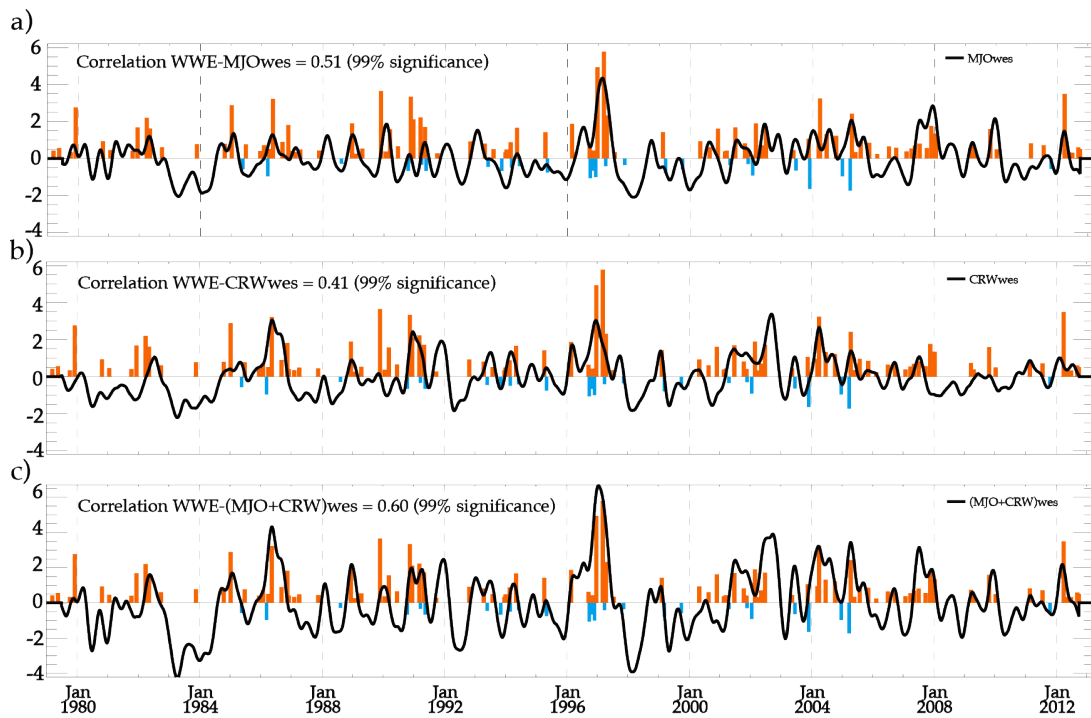 a)
6
4
2
0
-2
-4
Correlation WWE-MJOwes = 0.51 (99% significance)
MJOwes
b)
6
4
2
0
-2
-4
Correlation WWE-CRWwes = 0.41 (99% significance)
CRWwes
c)
6
4
2
0
-2
-4
Correlation WWE-(MJO+CRW)wes = 0.60 (99% significance)
(MJO+CRW)wes
Jan Jan Jan Jan Jan Jan Jan Jan Jan
1980 1984 1988 1992 1996 2000 2004 2008 2012